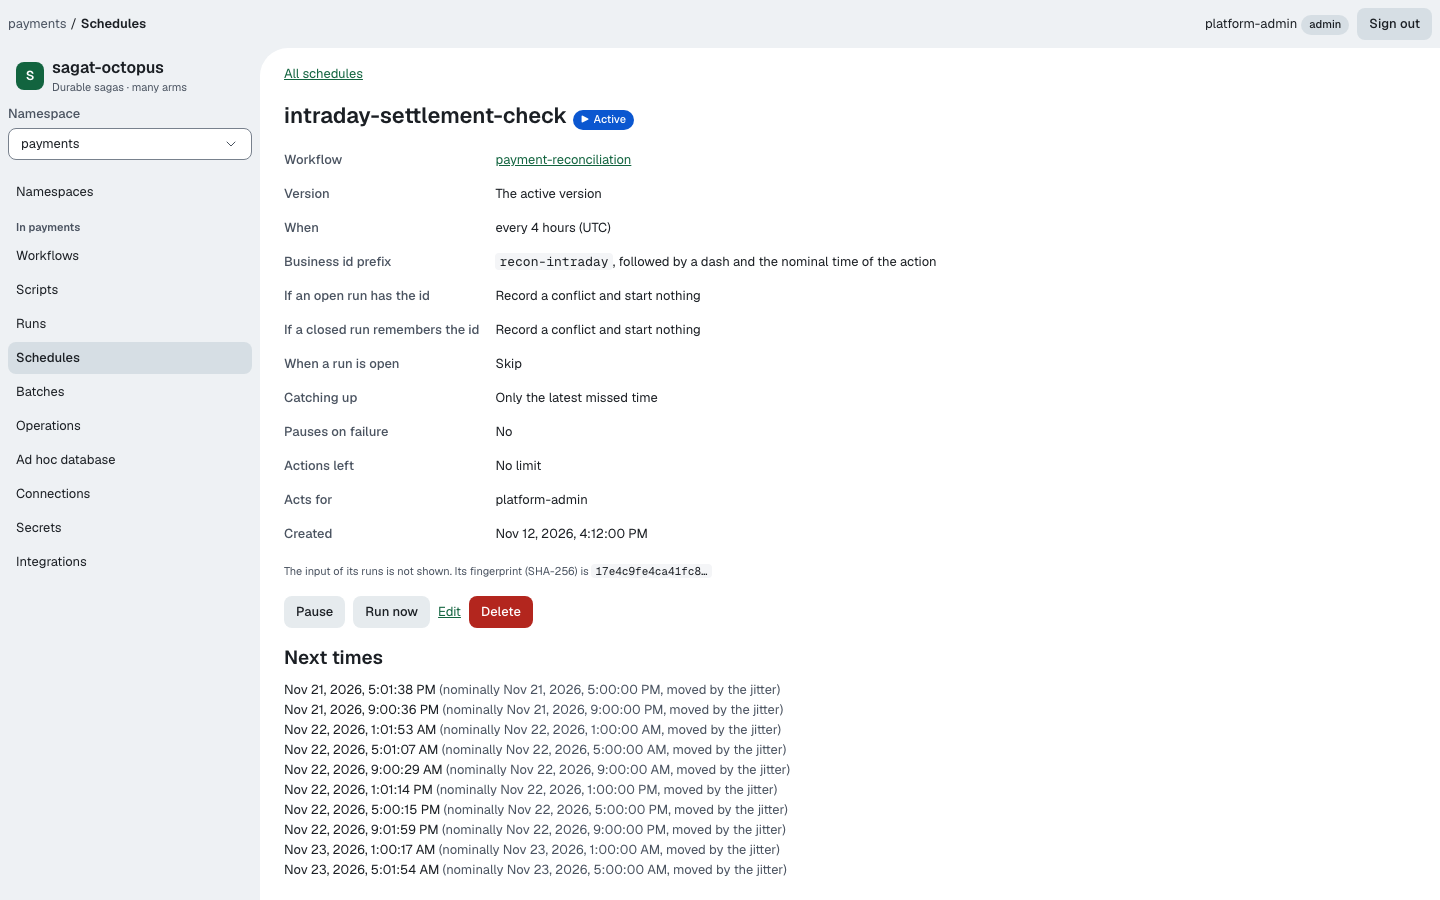 payments / Schedules
platform-admin admin Sign out
S
sagat-octopus
Durable sagas · many arms
Namespace
payments
Namespaces
In payments
Workflows
Scripts
Runs
Schedules
Batches
Operations
Ad hoc database
Connections
Secrets
Integrations
All schedules
intraday-settlement-check Active
Workflow payment-reconciliation
Version The active version
When every 4 hours (UTC)
Business id prefix recon-intraday, followed by a dash and the nominal time of the action
If an open run has the id Record a conflict and start nothing
If a closed run remembers the id Record a conflict and start nothing
When a run is open Skip
Catching up Only the latest missed time
Pauses on failure No
Actions left No limit
Acts for platform-admin
Created Nov 12, 2026, 4:12:00 PM
The input of its runs is not shown. Its fingerprint (SHA-256) is 17e4c9fe4ca41fc8…
Pause Run now Edit Delete
Next times
Nov 21, 2026, 5:01:38 PM (nominally Nov 21, 2026, 5:00:00 PM, moved by the jitter)
Nov 21, 2026, 9:00:36 PM (nominally Nov 21, 2026, 9:00:00 PM, moved by the jitter)
Nov 22, 2026, 1:01:53 AM (nominally Nov 22, 2026, 1:00:00 AM, moved by the jitter)
Nov 22, 2026, 5:01:07 AM (nominally Nov 22, 2026, 5:00:00 AM, moved by the jitter)
Nov 22, 2026, 9:00:29 AM (nominally Nov 22, 2026, 9:00:00 AM, moved by the jitter)
Nov 22, 2026, 1:01:14 PM (nominally Nov 22, 2026, 1:00:00 PM, moved by the jitter)
Nov 22, 2026, 5:00:15 PM (nominally Nov 22, 2026, 5:00:00 PM, moved by the jitter)
Nov 22, 2026, 9:01:59 PM (nominally Nov 22, 2026, 9:00:00 PM, moved by the jitter)
Nov 23, 2026, 1:00:17 AM (nominally Nov 23, 2026, 1:00:00 AM, moved by the jitter)
Nov 23, 2026, 5:01:54 AM (nominally Nov 23, 2026, 5:00:00 AM, moved by the jitter)